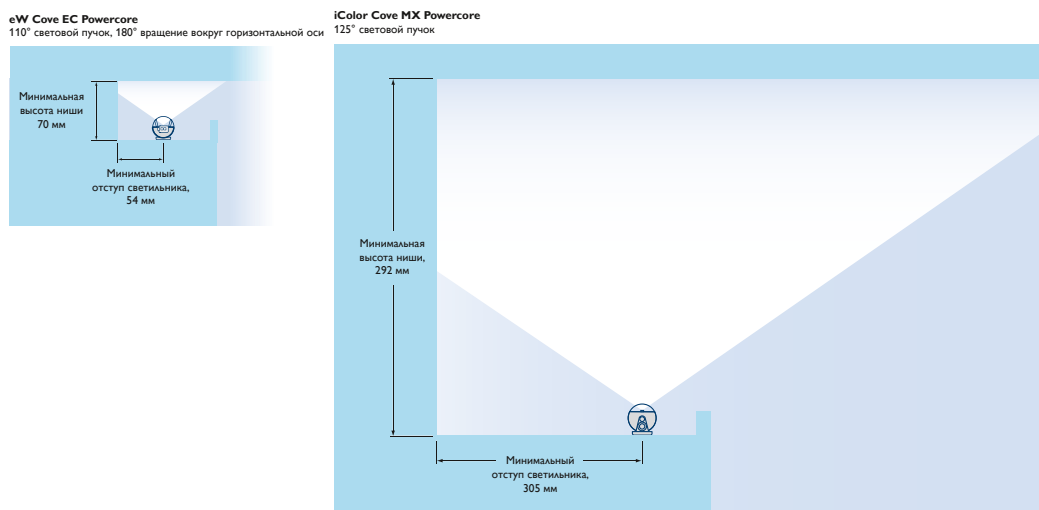 eW Cove EC Powercore
110° световой пучок, 180° вращение вокруг горизонтальной оси
Минимальная
высота ниши
70 мм
Минимальный
отступ светильника,
54 мм
iColor Cove MX Powercore
125° световой пучок
Минимальная
высота ниши,
292 мм
Минимальный
отступ светильника,
305 мм